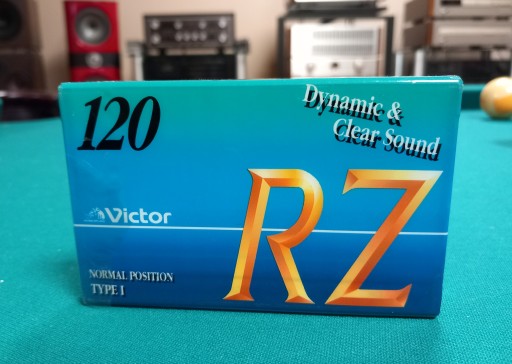 120
Dynamic &
Clear Sound
RZ
Victor
NORMAL POSITION
TYPE I